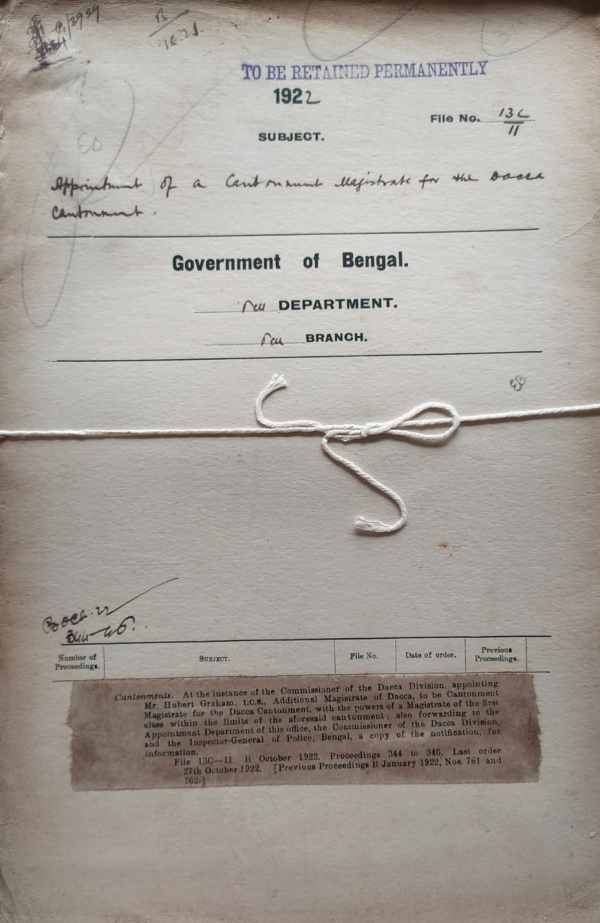 B
16-21
TO BE RETAINED PERMANENTLY
1922
File No. 13C
11
SUBJECT.
Appointment of a Cantonment Magistrate for the Dacca
Cantonment.
Government of Bengal.
DEPARTMENT.
BRANCH.
B Oct-22
Number of
Proceedings.
SUBJECT.
File No.
Date of order.
Previous
Proceedings.
Cantonments. At the instance of the Commissioner of the Dacca Division, appointing
Mr. Hubert Graham, I.C.S., Additional Magistrate of Dacca, to be Cantonment
Magistrate for the Dacca Cantonment, with the powers of a Magistrate of the first
class within the limits of the aforesaid cantonment; also forwarding to the
Appointment Department of this office, the Commissioner of the Dacca Division,
and the Inspector-General of Police, Bengal, a copy of the notification, for
information.
File 13C—11. B October 1922. Proceedings 344 to 346. Last order
27th October 1922. [Previous Proceedings B January 1922, Nos. 761 and
762.]